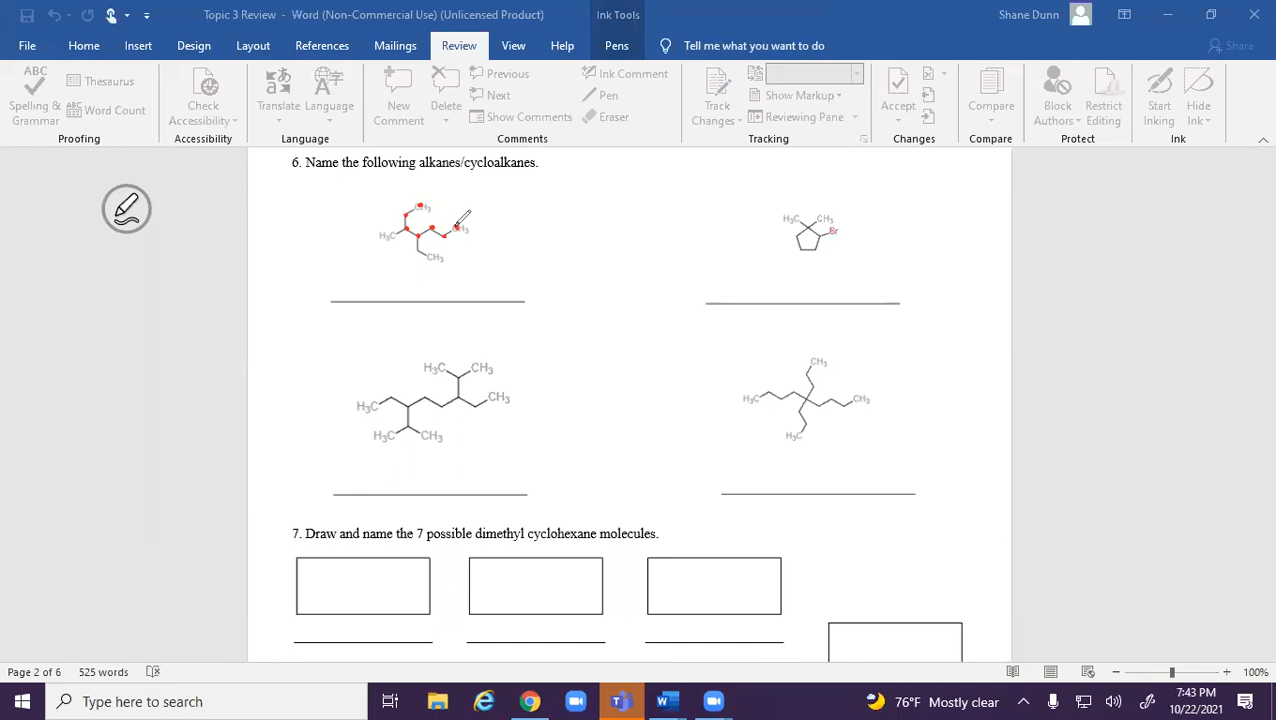 Topic 3 Review - Word (Non-Commercial Use) (Unlicensed Product)
Ink Tools
Shane Dunn
File Home Insert Design Layout References Mailings Review View Help Pens Tell me what you want to do Share
ABC Spelling & Grammar
Thesaurus
ABC 123 Word Count
Proofing
Check Accessibility
Accessibility
Translate Language
Language
New Comment
Delete
Previous
Next
Show Comments
Ink Comment
Pen
Eraser
Comments
Track Changes
Show Markup
Reviewing Pane
Tracking
Accept
Changes
Compare
Compare
Block Authors
Restrict Editing
Protect
Start Inking
Hide Ink
Ink
6. Name the following alkanes/cycloalkanes.
CH3
CH3
H3C
CH3
H3C CH3
Br
H3C CH3
H3C CH3
H3C CH3
CH3
H3C CH3
H3C
7. Draw and name the 7 possible dimethyl cyclohexane molecules.
Page 2 of 6 525 words
100%
Type here to search
76°F Mostly clear
7:43 PM
10/22/2021